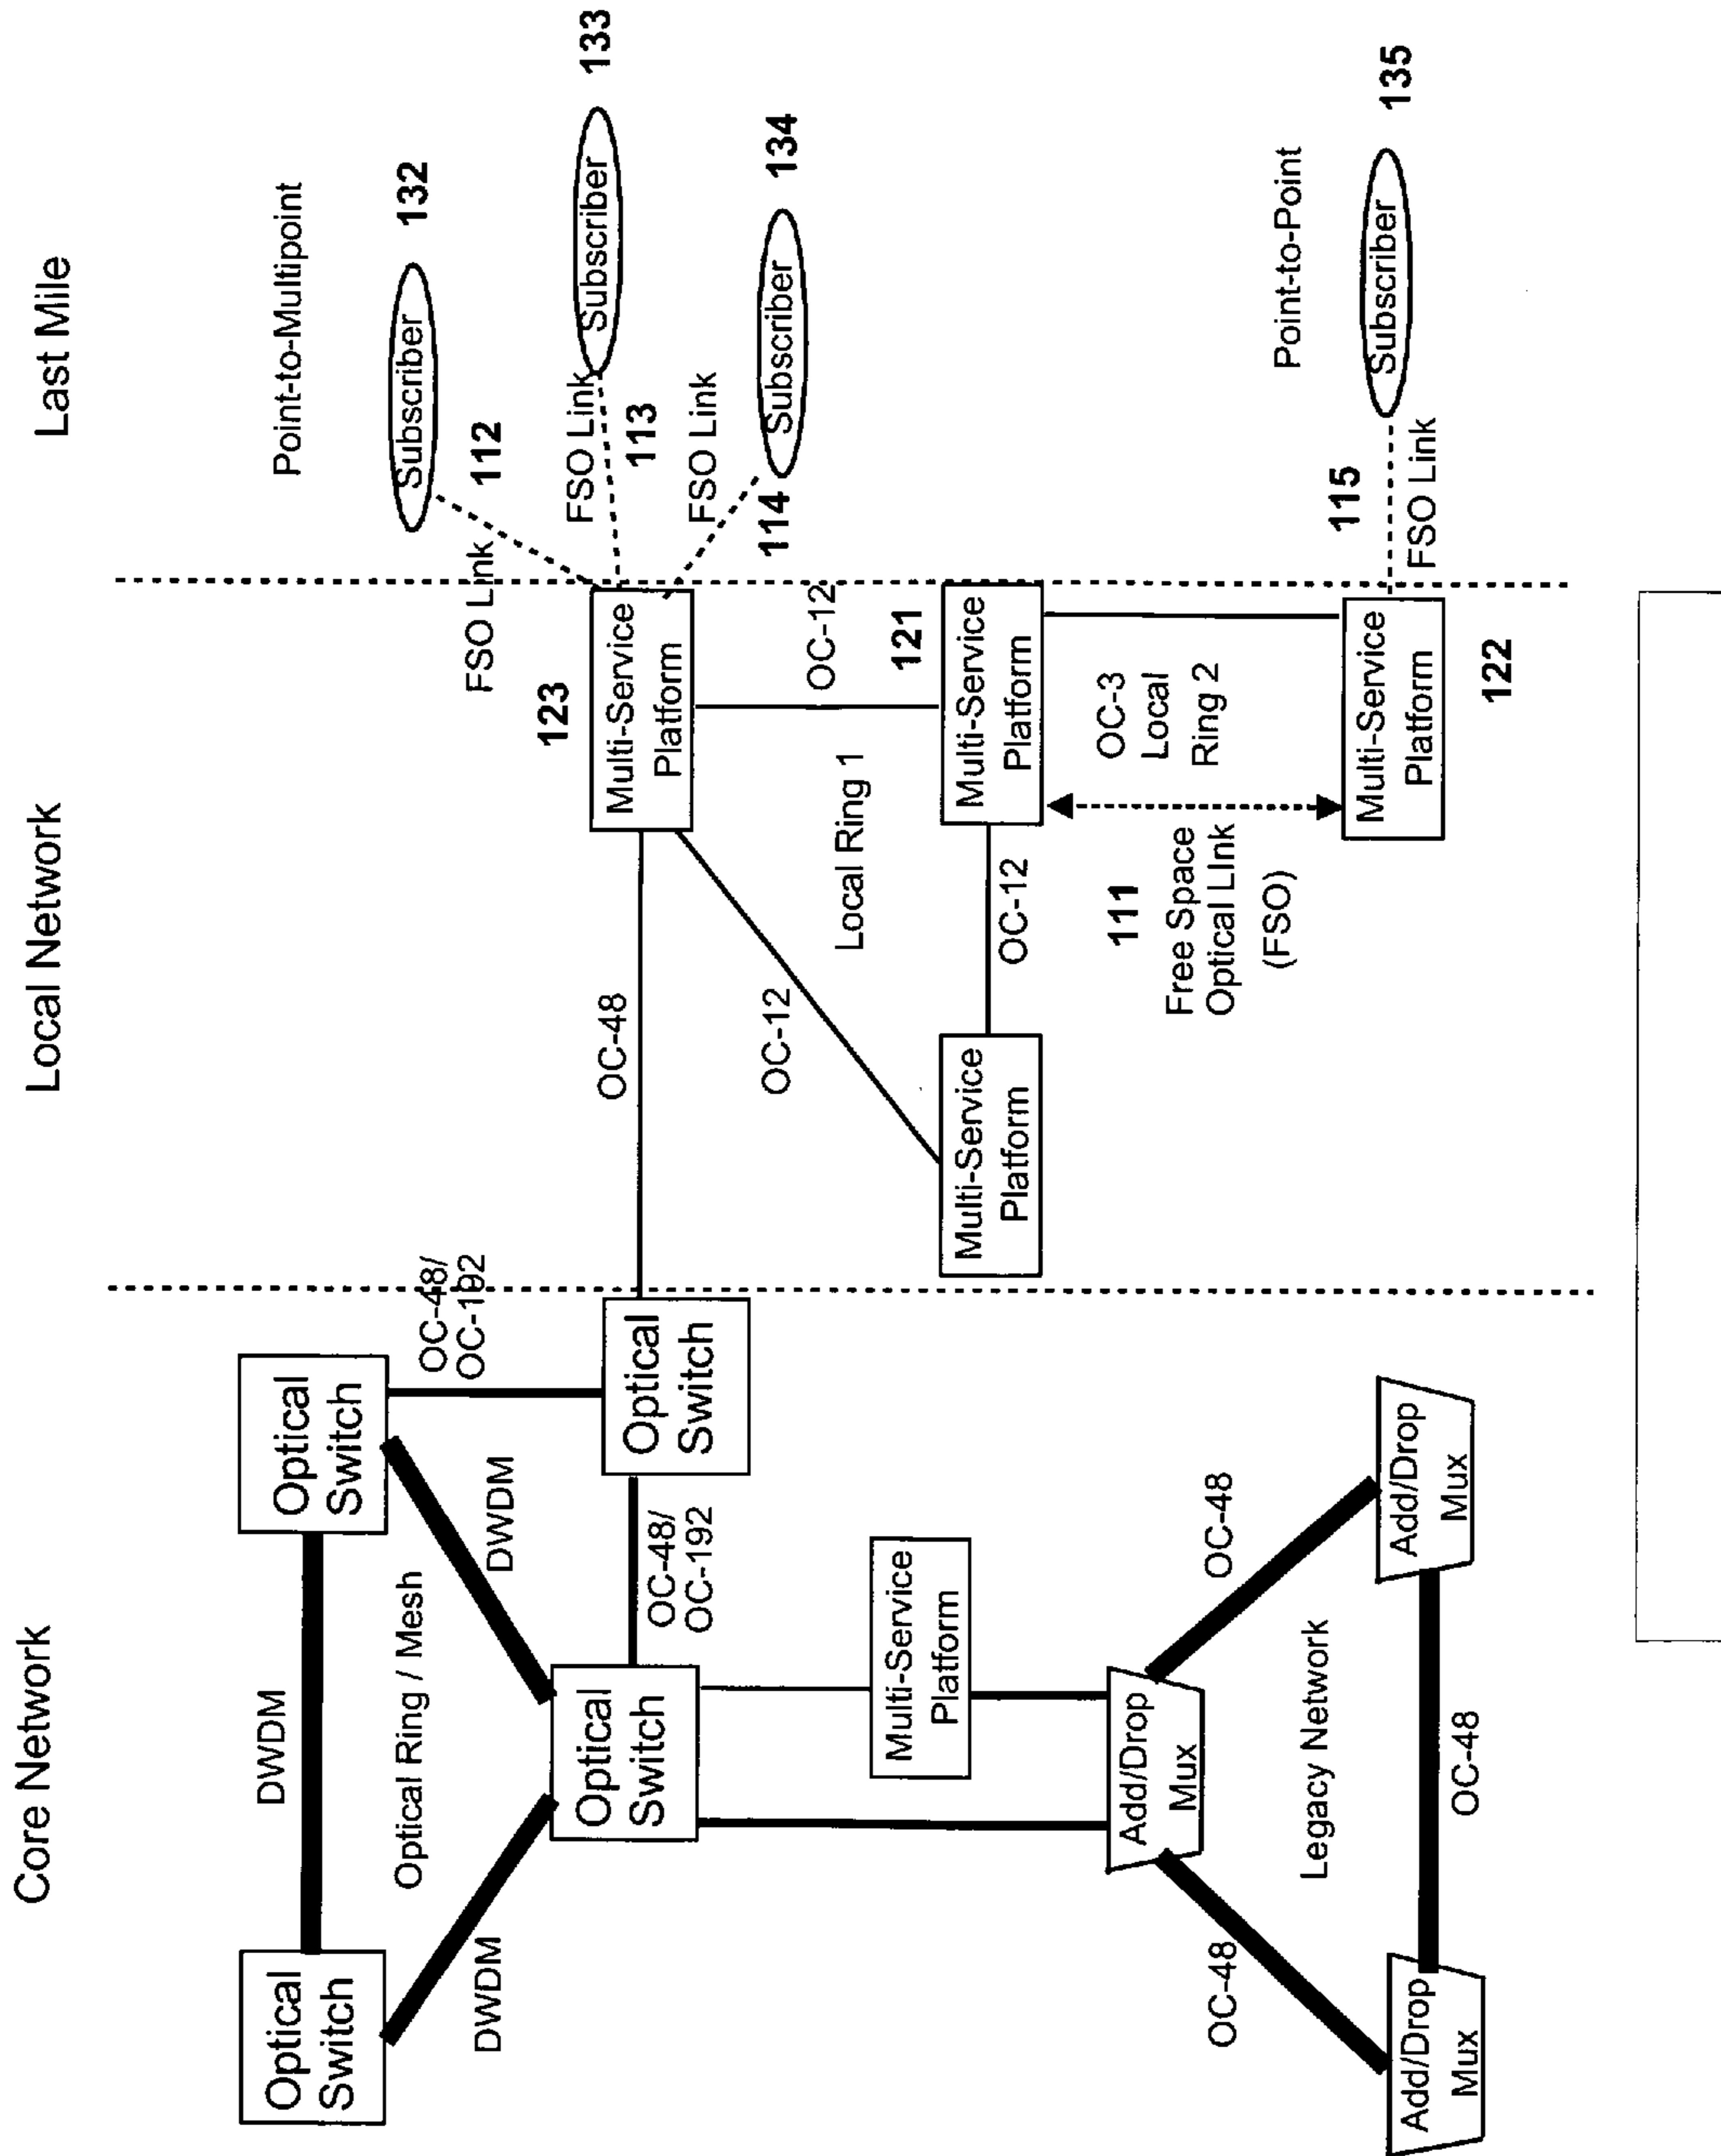 Core Network
Local Network
Last Mile
Optical
Switch
DWDM
Optical
Switch
OC-48/
OC-192
DWDM
Optical Ring / Mesh
DWDM
Optical
Switch
OC-48/
OC-192
Optical
Switch
Multi-Service
Platform
Add/Drop
Mux
OC-48
OC-48
Legacy Network
Add/Drop
Mux
OC-48
Add/Drop
Mux
OC-48
OC-12
Local Ring 1
123
Multi-Service
Platform
OC-12
Multi-Service
Platform
OC-12
121
Multi-Service
Platform
111
Free Space
Optical LInk
(FSO)
OC-3
Local
Ring 2
Multi-Service
Platform
122
Point-to-Multipoint
Subscriber
132
FSO Link
112
Subscriber
133
FSO Link
113
FSO Link
114
Subscriber
134
Point-to-Point
115
FSO Link
Subscriber
135